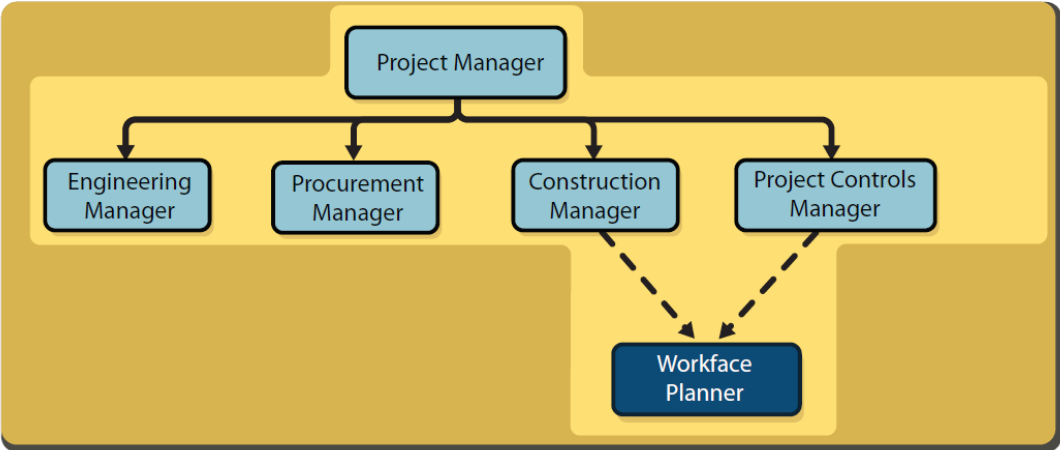 Project Manager
Engineering
Manager
Procurement
Manager
Construction
Manager
Project Controls
Manager
Workface
Planner